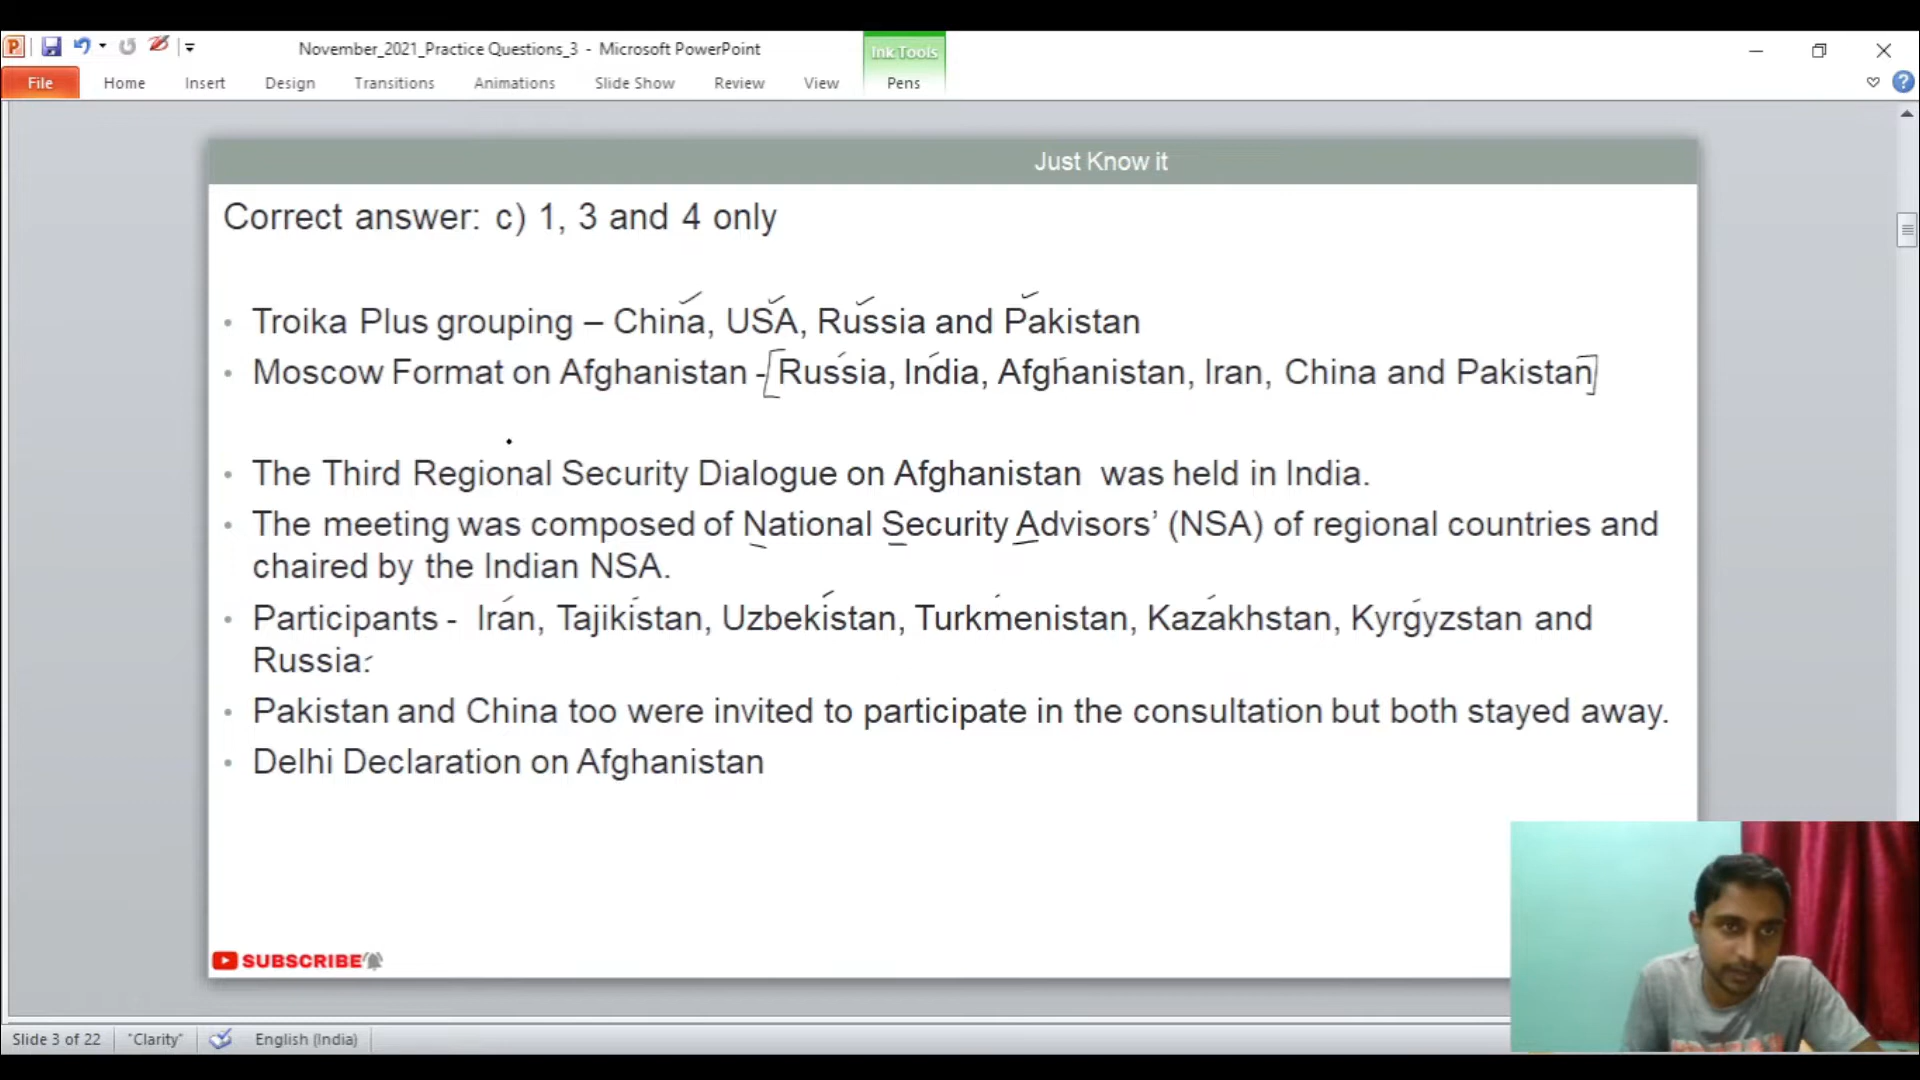 November_2021_Practice Questions_3 - Microsoft PowerPoint
Ink Tools
File Home Insert Design Transitions Animations Slide Show Review View Pens
Just Know it
Correct answer: c) 1, 3 and 4 only
• Troika Plus grouping – China, USA, Russia and Pakistan
• Moscow Format on Afghanistan - [Russia, India, Afghanistan, Iran, China and Pakistan]
• The Third Regional Security Dialogue on Afghanistan was held in India.
• The meeting was composed of National Security Advisors’ (NSA) of regional countries and
chaired by the Indian NSA.
• Participants - Iran, Tajikistan, Uzbekistan, Turkmenistan, Kazakhstan, Kyrgyzstan and
Russia.
• Pakistan and China too were invited to participate in the consultation but both stayed away.
• Delhi Declaration on Afghanistan
SUBSCRIBE
Slide 3 of 22 "Clarity" English (India)